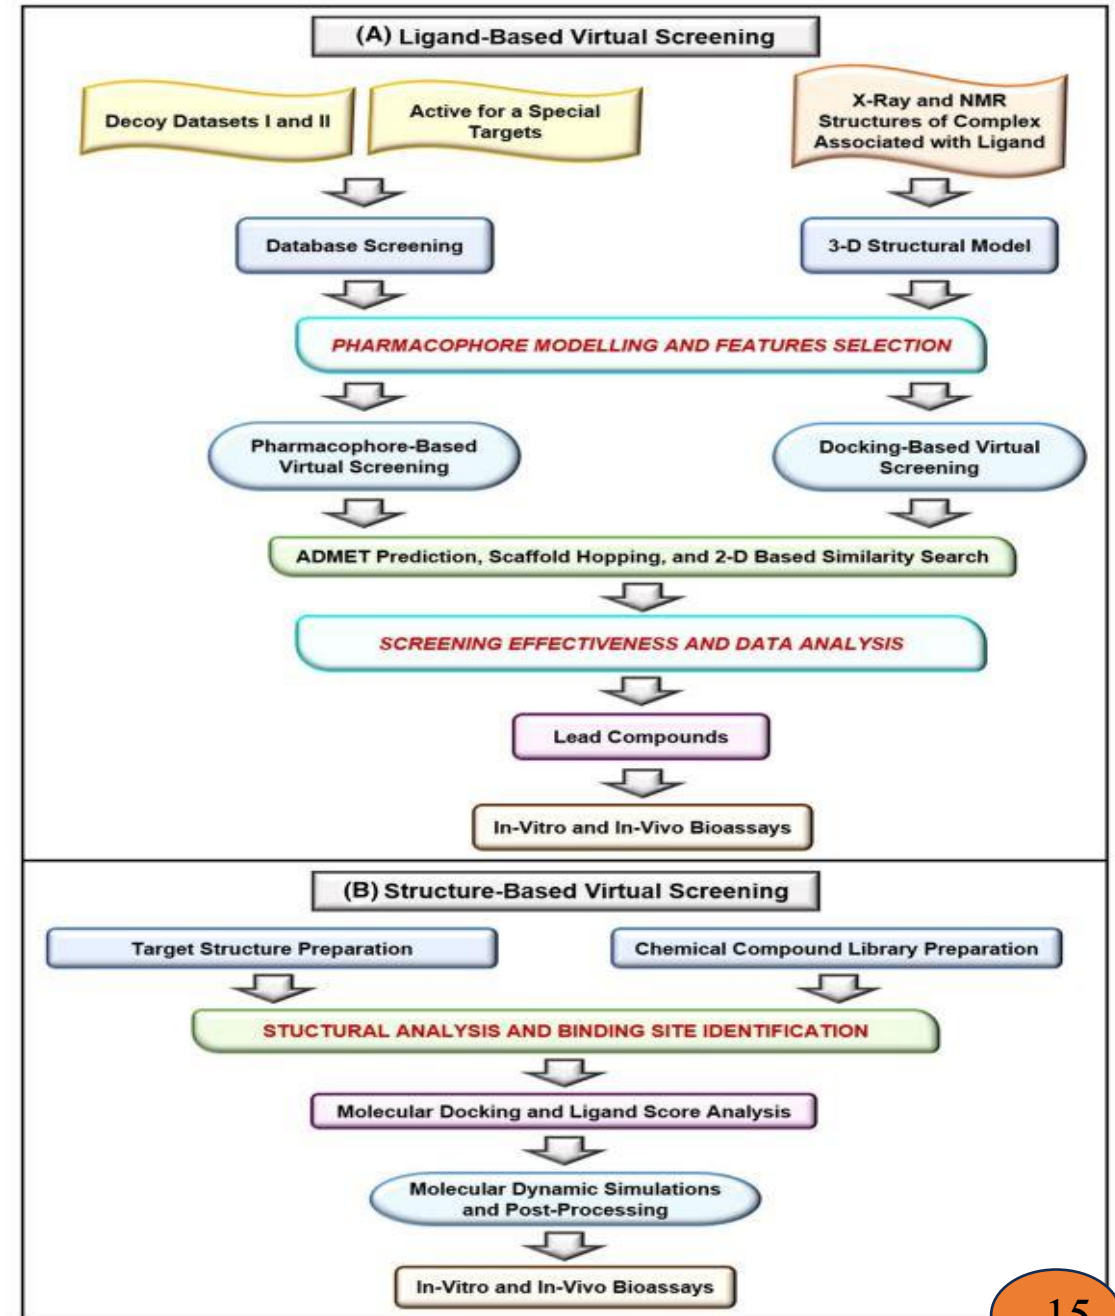 (A) Ligand-Based Virtual Screening
Decoy Datasets I and II
Active for a Special
Targets
X-Ray and NMR
Structures of Complex
Associated with Ligand
Database Screening
3-D Structural Model
PHARMACOPHORE MODELLING AND FEATURES SELECTION
Pharmacophore-Based
Virtual Screening
Docking-Based Virtual
Screening
ADMET Prediction, Scaffold Hopping, and 2-D Based Similarity Search
SCREENING EFFECTIVENESS AND DATA ANALYSIS
Lead Compounds
In-Vitro and In-Vivo Bioassays
(B) Structure-Based Virtual Screening
Target Structure Preparation
Chemical Compound Library Preparation
STUCTURAL ANALYSIS AND BINDING SITE IDENTIFICATION
Molecular Docking and Ligand Score Analysis
Molecular Dynamic Simulations
and Post-Processing
In-Vitro and In-Vivo Bioassays
15